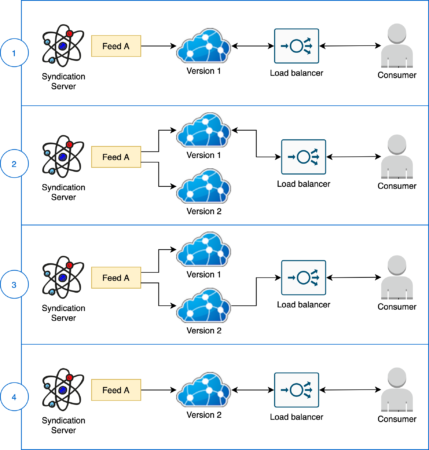 1
Feed A
Syndication
Server
Version 1
Load balancer
Consumer
2
Feed A
Syndication
Server
Version 1
Version 2
Load balancer
Consumer
3
Feed A
Syndication
Server
Version 1
Version 2
Load balancer
Consumer
4
Feed A
Syndication
Server
Version 2
Load balancer
Consumer